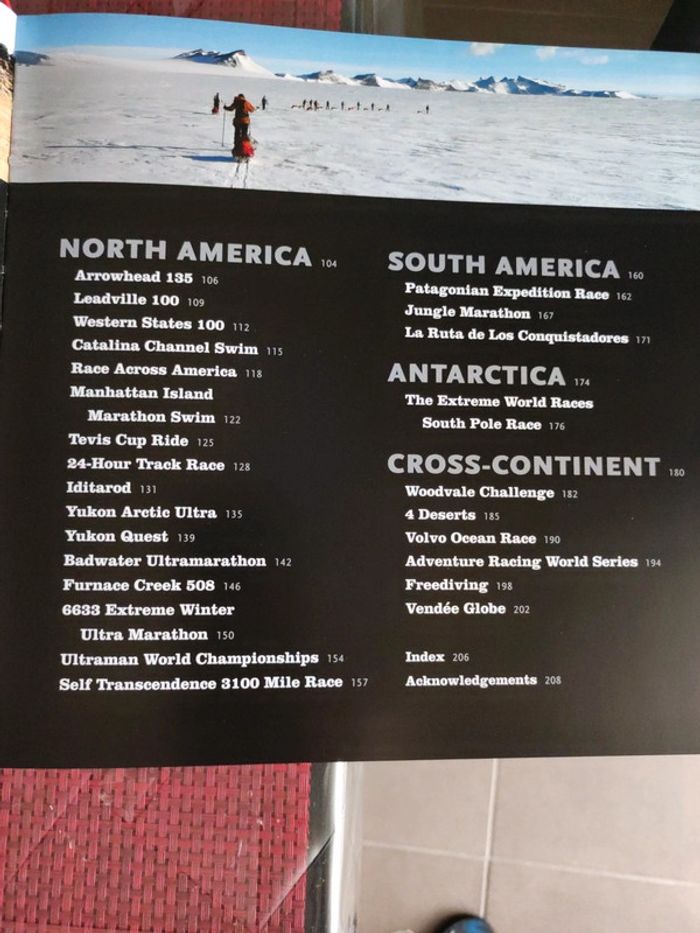 NORTH AMERICA 104
Arrowhead 135 106
Leadville 100 109
Western States 100 112
Catalina Channel Swim 115
Race Across America 118
Manhattan Island
Marathon Swim 122
Tevis Cup Ride 125
24-Hour Track Race 128
Iditarod 131
Yukon Arctic Ultra 135
Yukon Quest 139
Badwater Ultramarathon 142
Furnace Creek 508 146
6633 Extreme Winter
Ultra Marathon 150
Ultraman World Championships 154
Self Transcendence 3100 Mile Race 157
SOUTH AMERICA 160
Patagonian Expedition Race 162
Jungle Marathon 167
La Ruta de Los Conquistadores 171
ANTARCTICA 174
The Extreme World Races
South Pole Race 176
CROSS-CONTINENT 180
Woodvale Challenge 182
4 Deserts 185
Volvo Ocean Race 190
Adventure Racing World Series 194
Freediving 198
Vendée Globe 202
Index 206
Acknowledgements 208